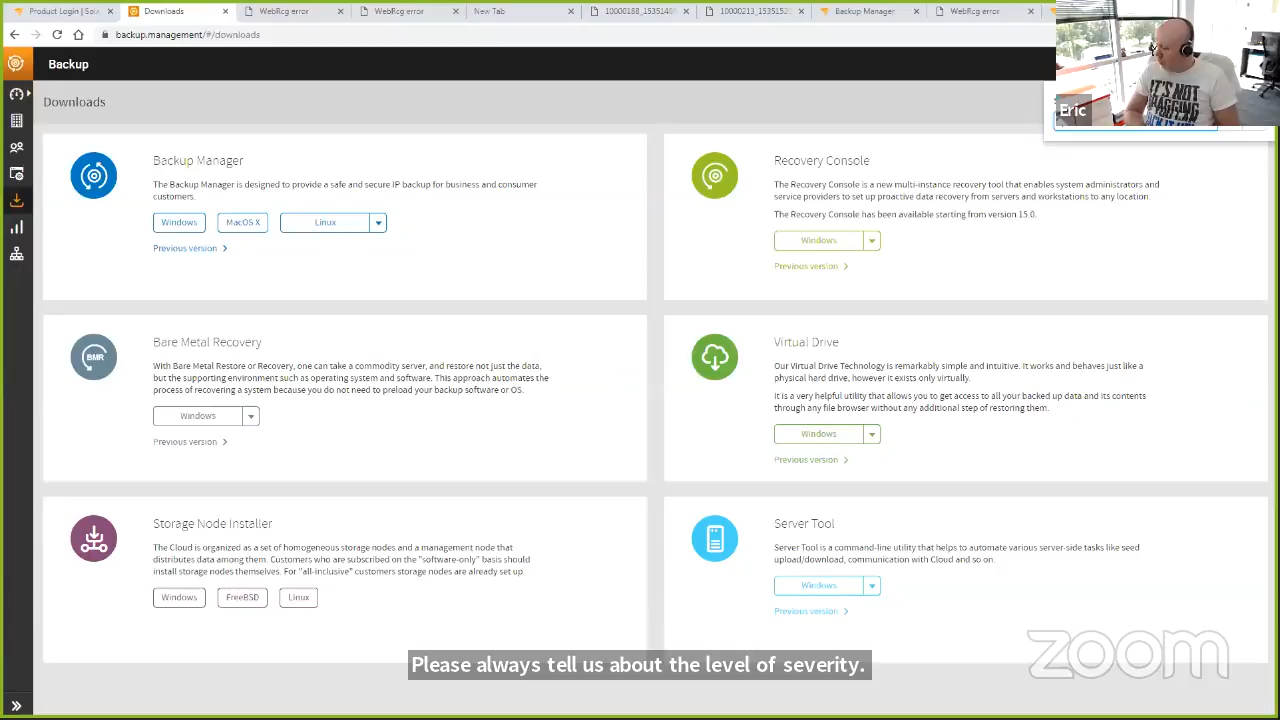 Product Login | Sola
Downloads
WebRcg error
WebRcg error
New Tab
Backup Manager
WebRcg error
backup.management/#/downloads
Backup
Eric
IT'S NOT
Downloads
Backup Manager
The Backup Manager is designed to provide a safe and secure IP backup for business and consumer
customers.
Windows
MacOS X
Linux
Previous version
Recovery Console
The Recovery Console is a new multi-instance recovery tool that enables system administrators and
service providers to set up proactive data recovery from servers and workstations to any location.
The Recovery Console has been available starting from version 15.0.
Windows
Previous version
Bare Metal Recovery
BMR
With Bare Metal Restore or Recovery, one can take a commodity server, and restore not just the data,
but the supporting environment such as operating system and software. This approach automates the
process of recovering a system because you do not need to preload your backup software or OS.
Windows
Previous version
Virtual Drive
Our Virtual Drive Technology is remarkably simple and intuitive. It works and behaves just like a
physical hard drive, however it exists only virtually.
It is a very helpful utility that allows you to get access to all your backed up data and its contents
through any file browser without any additional step of restoring them.
Windows
Previous version
Storage Node Installer
The Cloud is organized as a set of homogeneous storage nodes and a management node that
distributes data among them. Customers who are subscribed on the "software-only" basis should
install storage nodes themselves. For "all-inclusive" customers storage nodes are already set up.
Windows
FreeBSD
Linux
Server Tool
Server Tool is a command-line utility that helps to automate various server-side tasks like seed
upload/download, communication with Cloud and so on.
Windows
Previous version
Please always tell us about the level of severity.
zoom